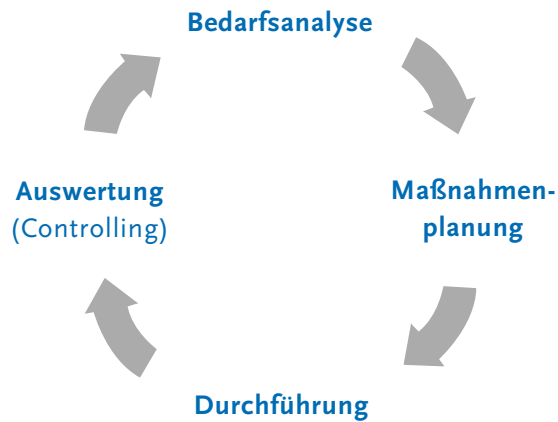 Bedarfsanalyse
Maßnahmen-
planung
Durchführung
Auswertung
(Controlling)